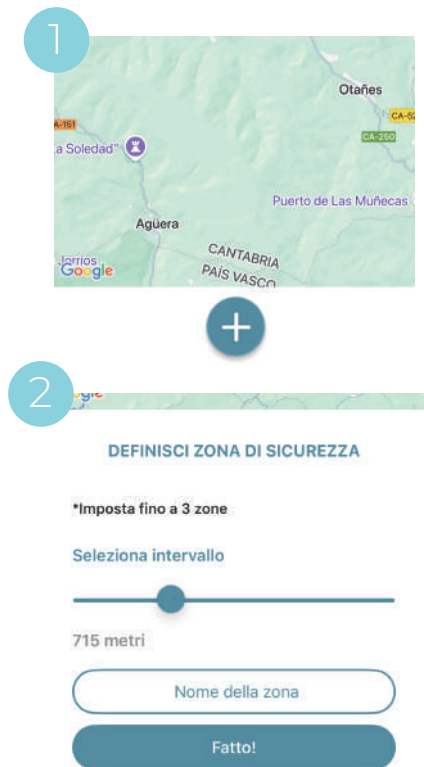 1
Otañes
CA-151
CA-250
a Soledad"
Puerto de Las Muñecas
Agüera
CANTABRIA
PAÍS VASCO
Google
2
DEFINISCI ZONA DI SICUREZZA
*Imposta fino a 3 zone
Seleziona intervallo
715 metri
Nome della zona
Fatto!